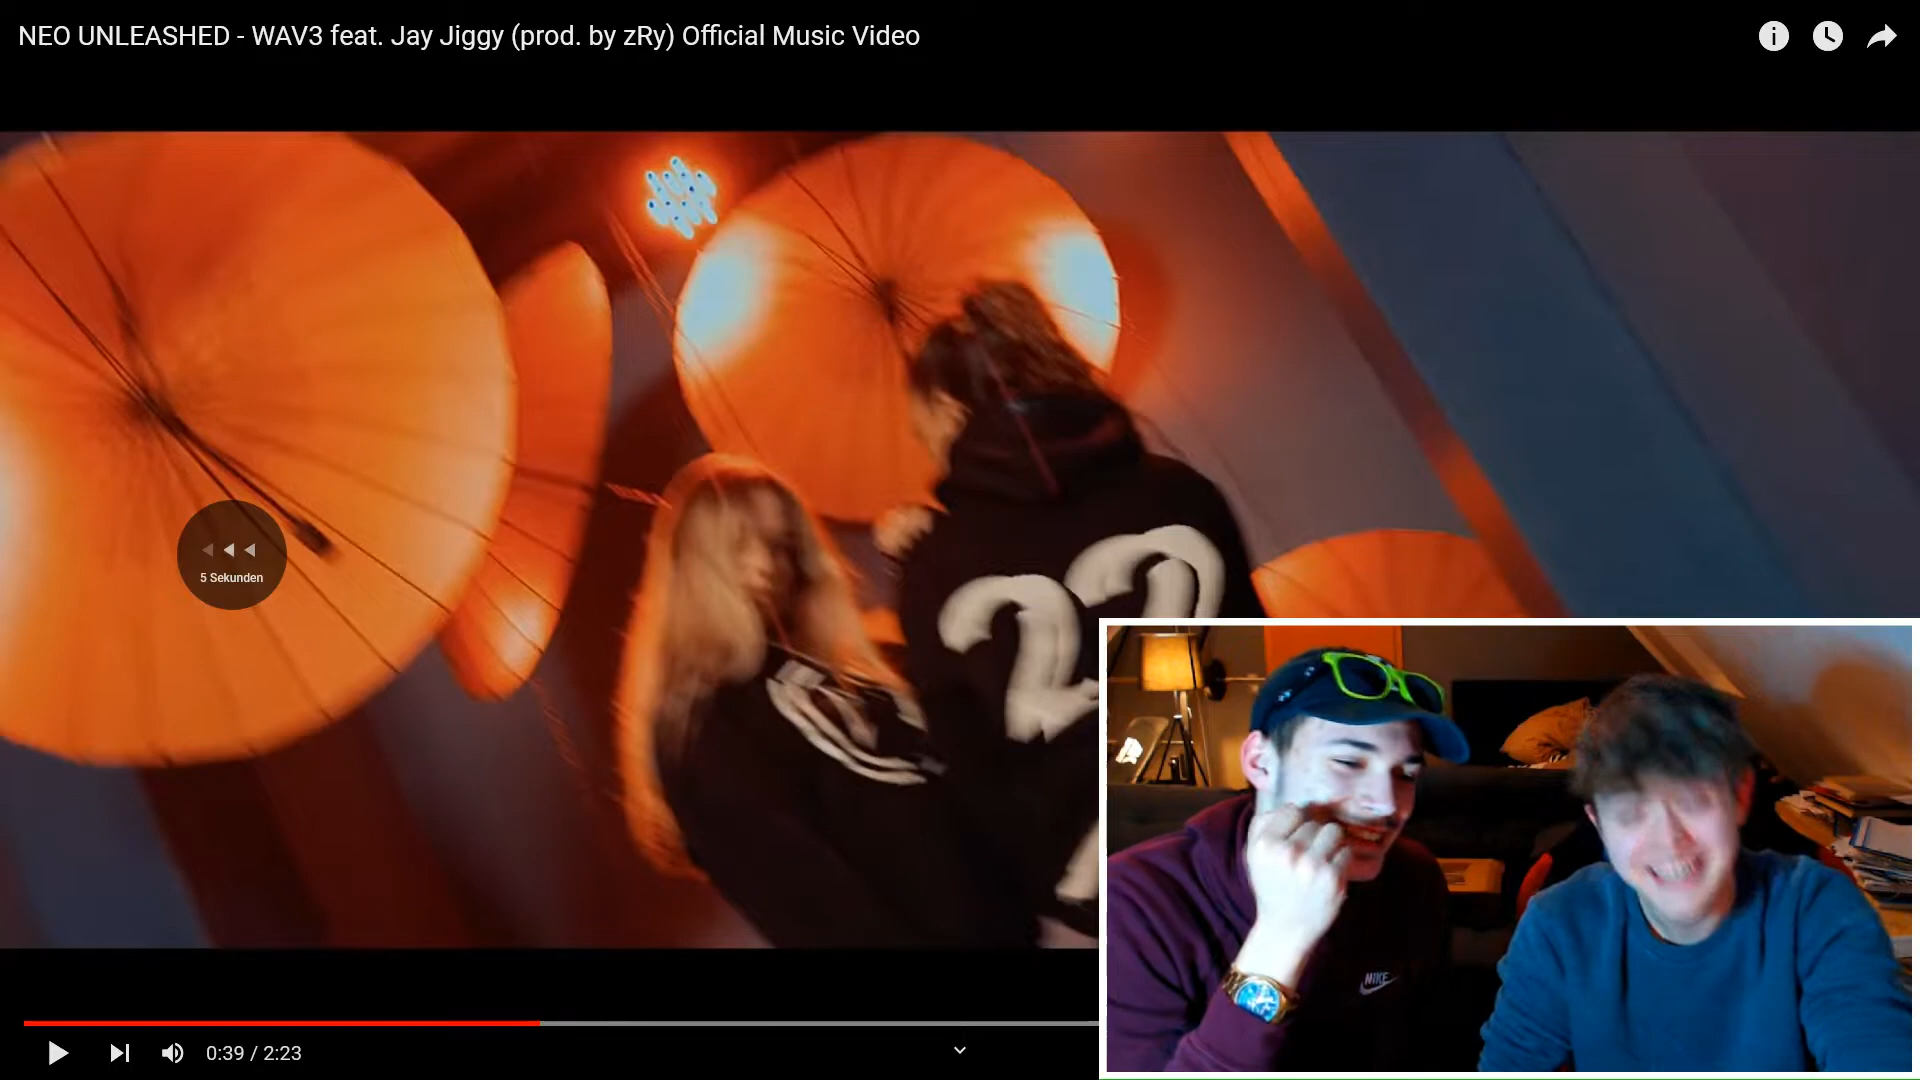 NEO UNLEASHED - WAV3 feat. Jay Jiggy (prod. by zRy) Official Music Video
5 Sekunden
22
NIKE
0:39 / 2:23